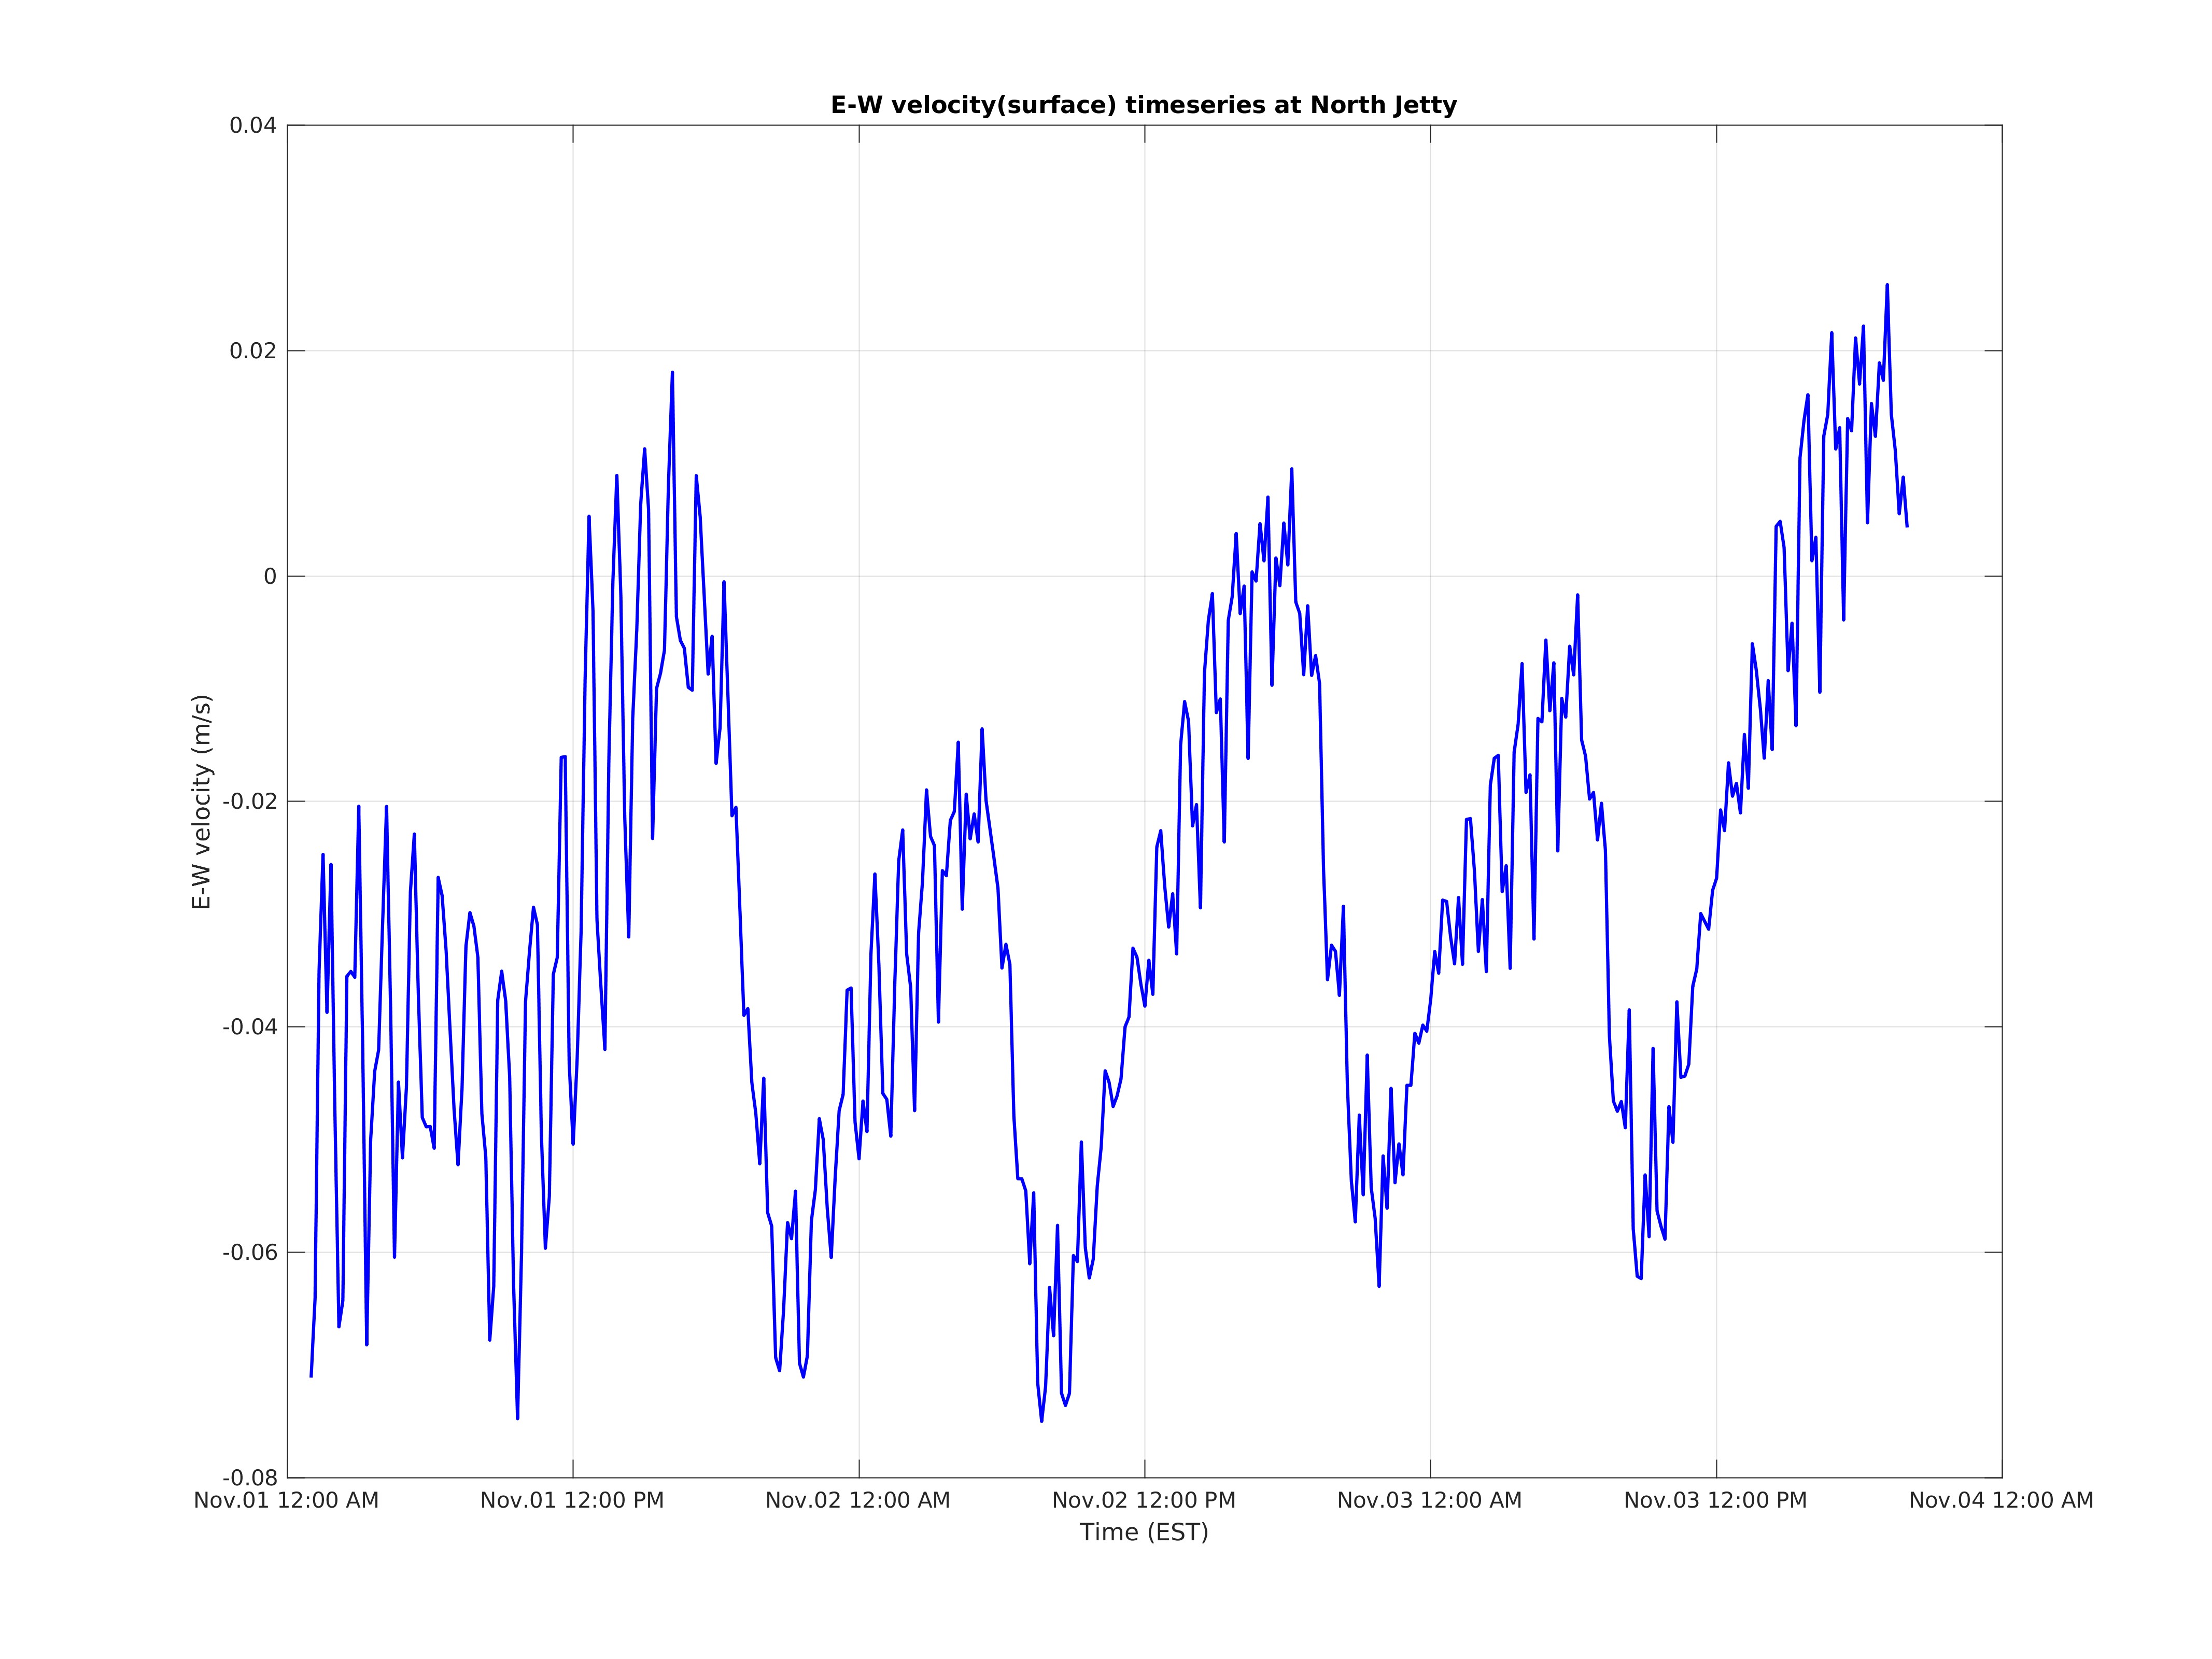 E-W velocity(surface) timeseries at North Jetty
0.04
0.02
0
-0.02
-0.04
-0.06
-0.08
E-W velocity (m/s)
Nov.01 12:00 AM
Nov.01 12:00 PM
Nov.02 12:00 AM
Nov.02 12:00 PM
Nov.03 12:00 AM
Nov.03 12:00 PM
Nov.04 12:00 AM
Time (EST)